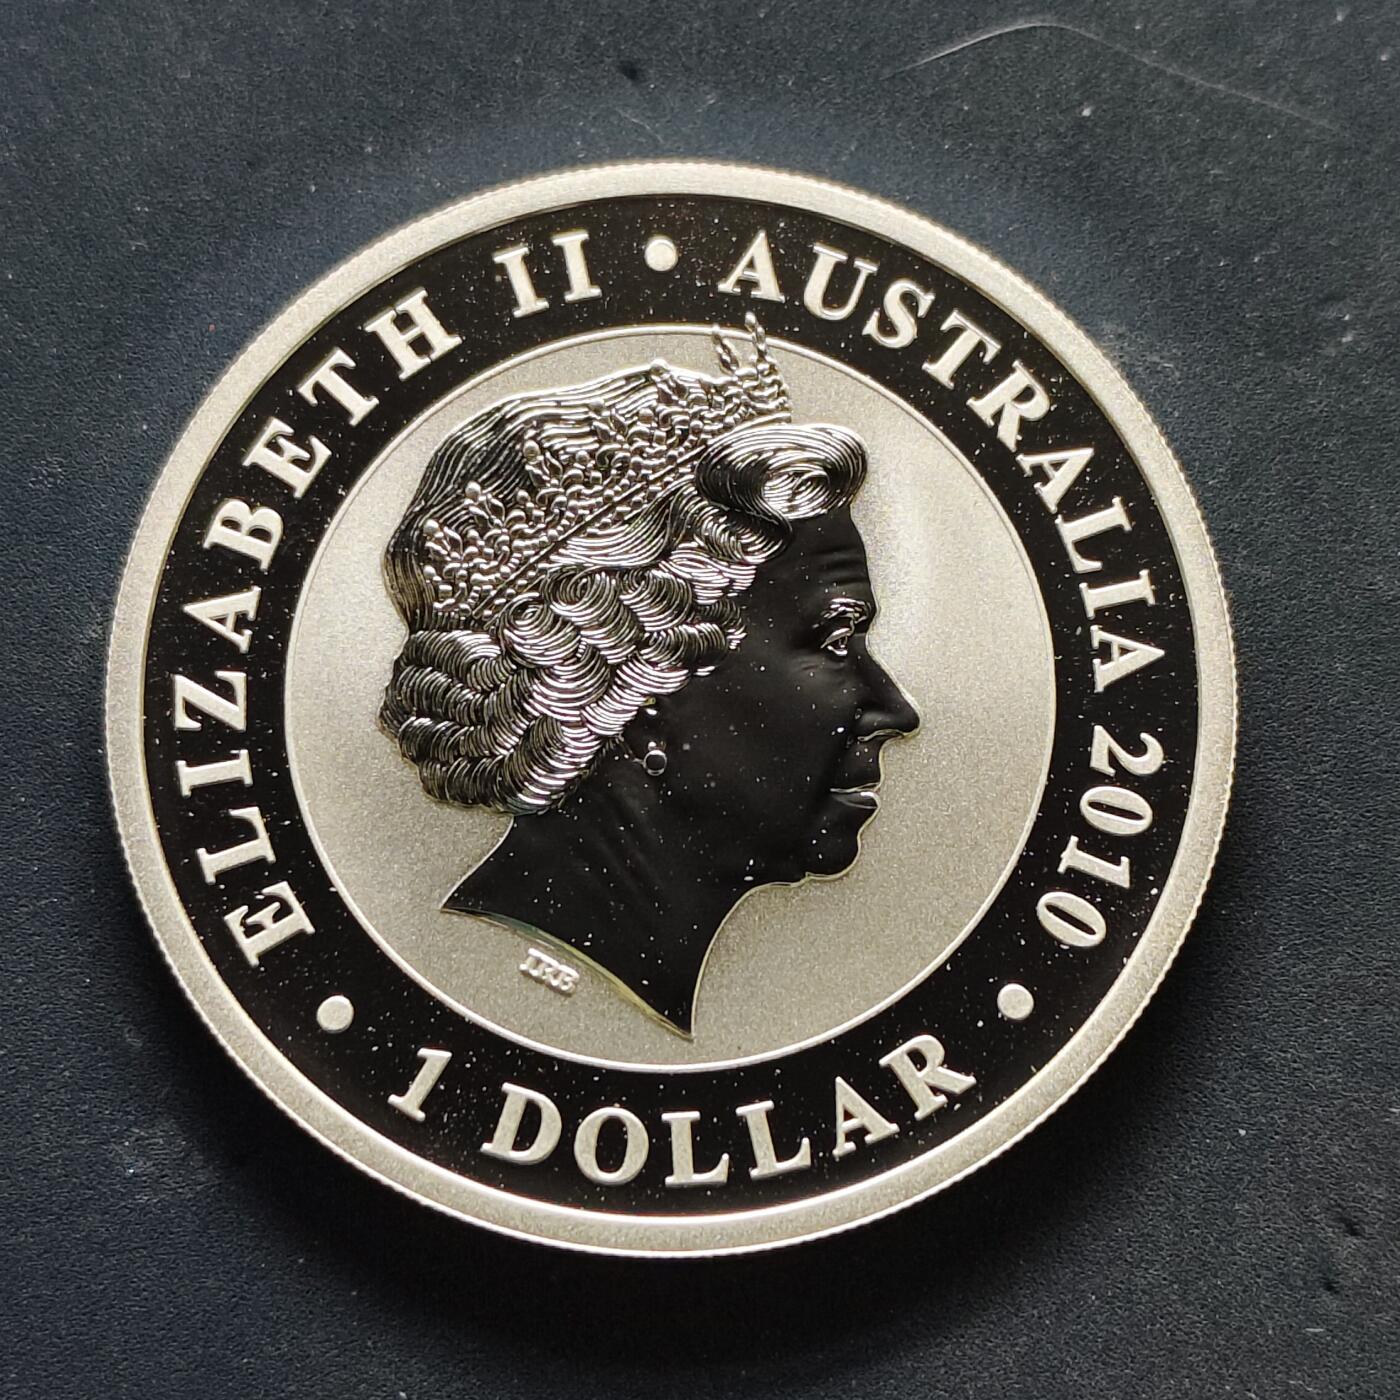 ELIZABETH II • AUSTRALIA 2010 •
1 DOLLAR •
IRB